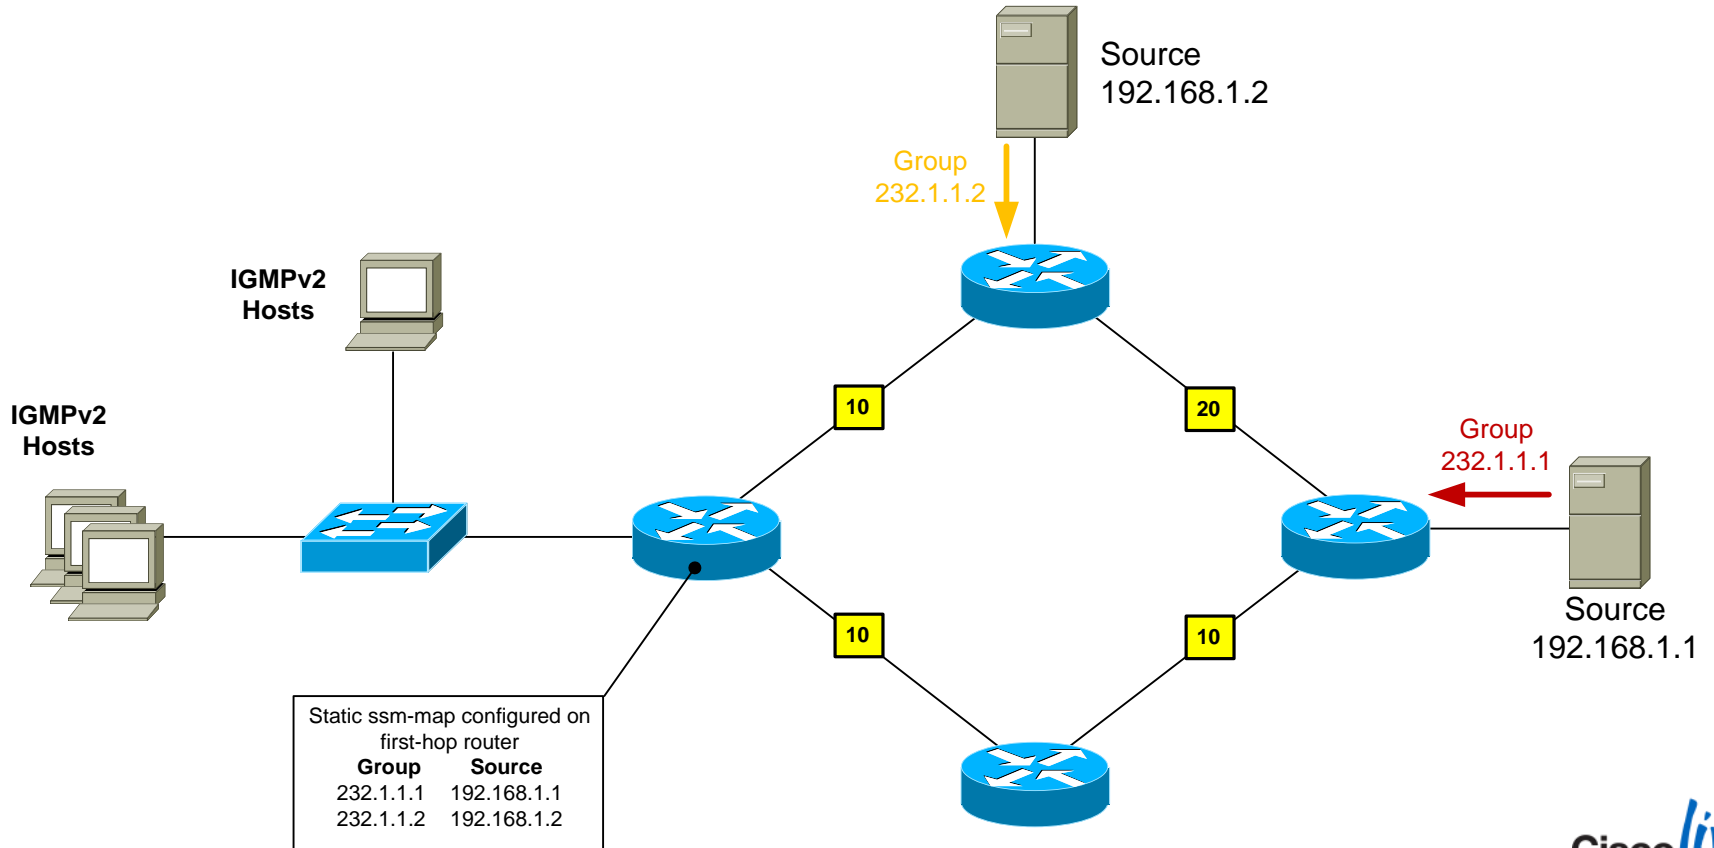 Source
192.168.1.2
Group
232.1.1.2
IGMPv2
Hosts
IGMPv2
Hosts
10
20
Group
232.1.1.1
Source
192.168.1.1
10
10
Static ssm-map configured on
first-hop router
Group Source
232.1.1.1 192.168.1.1
232.1.1.2 192.168.1.2
Cisco